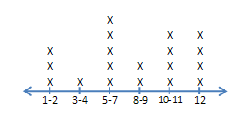 X
X X X
X X X X
X X X X X
X X X X X X
1-2 3-4 5-7 8-9 10-11 12